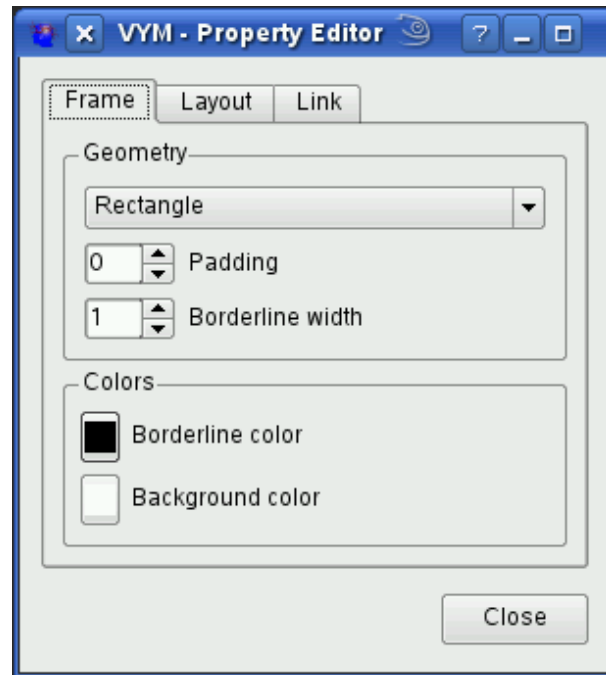 VYM - Property Editor ?
Frame Layout Link
Geometry
Rectangle
0 Padding
1 Borderline width
Colors
Borderline color
Background color
Close